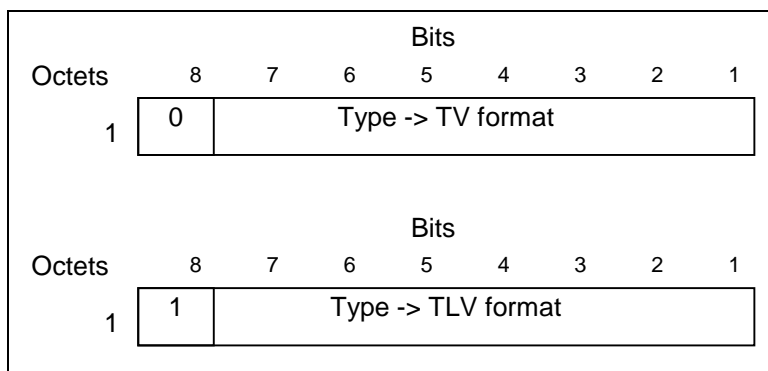 Bits
Octets 8 7 6 5 4 3 2 1
1 0 Type -> TV format
Bits
Octets 8 7 6 5 4 3 2 1
1 1 Type -> TLV format